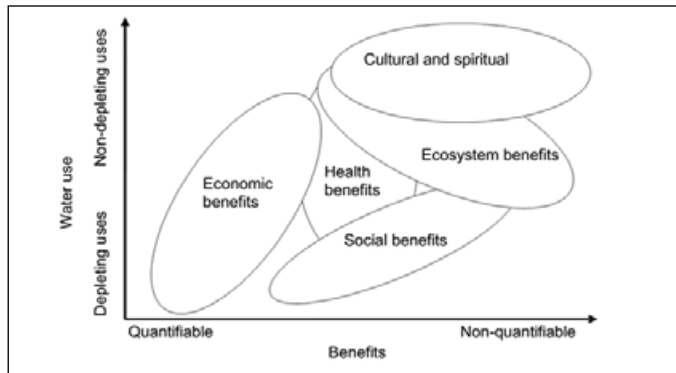 Cultural and spiritual
Non-depleting uses
Ecosystem benefits
Health
benefits
Economic
benefits
Water use
Social benefits
Depleting uses
Quantifiable
Non-quantifiable
Benefits